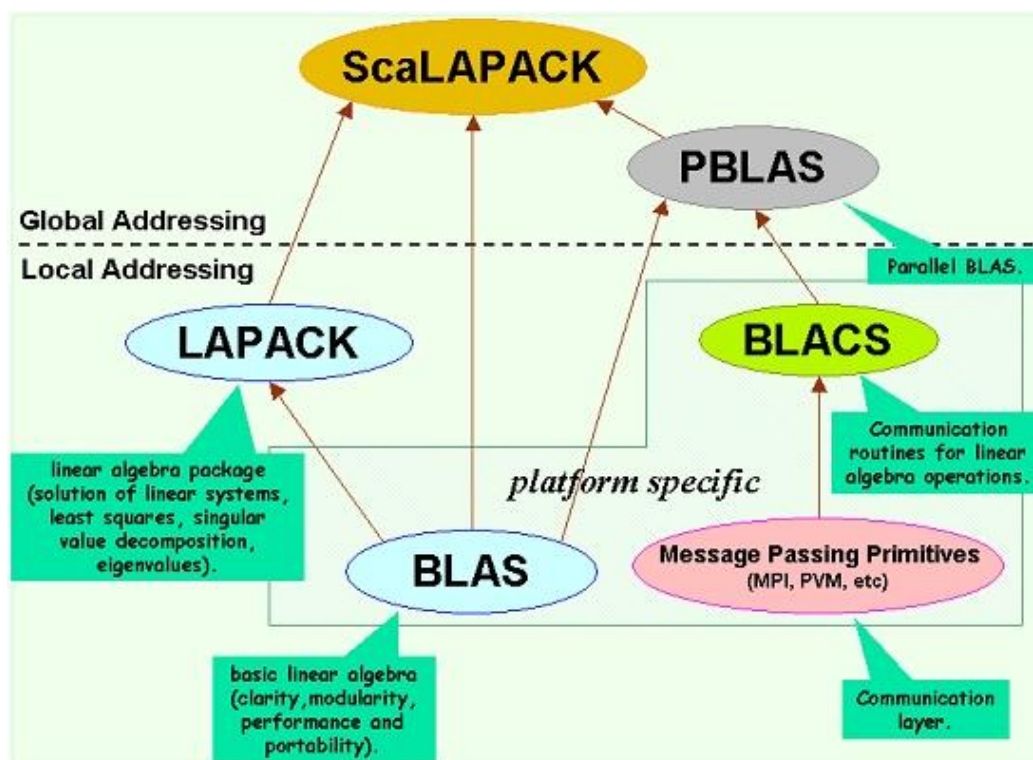 ScaLAPACK
PBLAS
Global Addressing
Local Addressing
Parallel BLAS.
LAPACK
BLACS
linear algebra package
(solution of linear systems,
least squares, singular
value decomposition,
eigenvalues).
Communication
routines for linear
algebra operations.
platform specific
BLAS
Message Passing Primitives
(MPI, PVM, etc)
basic linear algebra
(clarity,modularity,
performance and
portability).
Communication
layer.